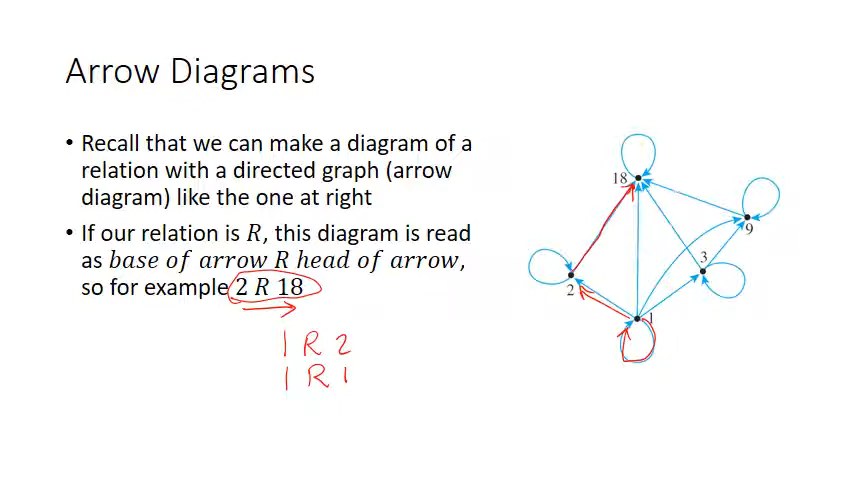 Arrow Diagrams
• Recall that we can make a diagram of a
relation with a directed graph (arrow
diagram) like the one at right
• If our relation is R, this diagram is read
as base of arrow R head of arrow,
so for example 2 R 18
1 R 2
1 R 1
18
9
3
2
1